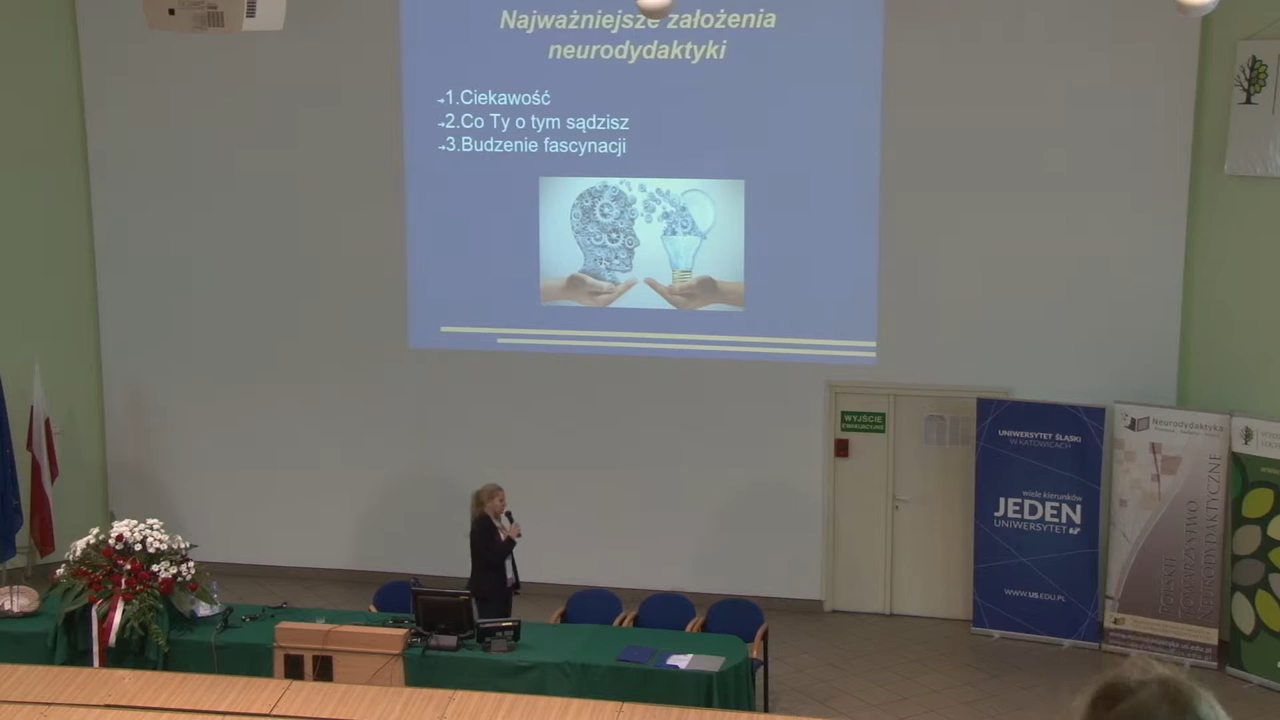 Najważniejsze założenia
neurodydaktyki
1.Ciekawość
2.Co Ty o tym sądzisz
3.Budzenie fascynacji
WYJŚCIE
EWAKUACYJNE
UNIWERSYTET ŚLĄSKI
W KATOWICACH
wiele kierunków
JEDEN
UNIWERSYTET
WWW.US.EDU.PL
Neurodydaktyka
POLSKIE
TOWARZYSTWO
NEURODYDAKTYCZNE